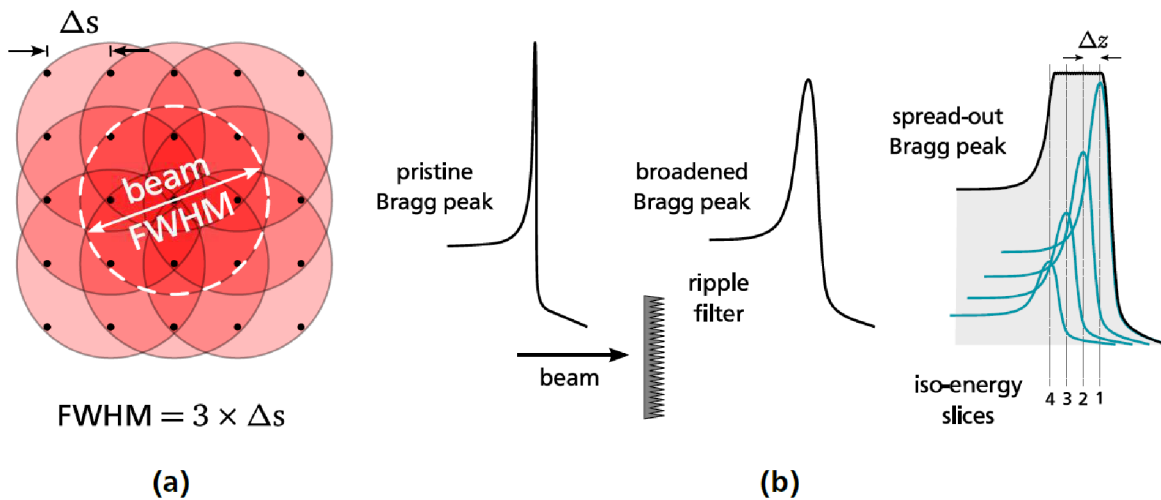 Δs
beam
FWHM
FWHM = 3 × Δs
(a)
pristine
Bragg peak
beam
broadened
Bragg peak
ripple
filter
Δz
spread-out
Bragg peak
iso-energy
slices
4 3 2 1
(b)